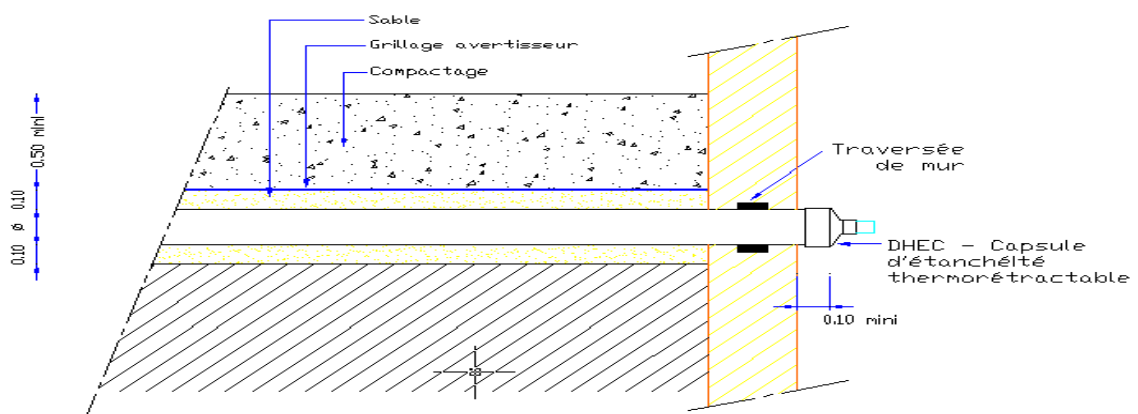 Sable
Grillage avertisseur
Compactage
0.50 mini
0.10
ø
0.10
Traversée
de mur
DHEC - Capsule
d'étanchéité
thermorétractable
0.10 mini